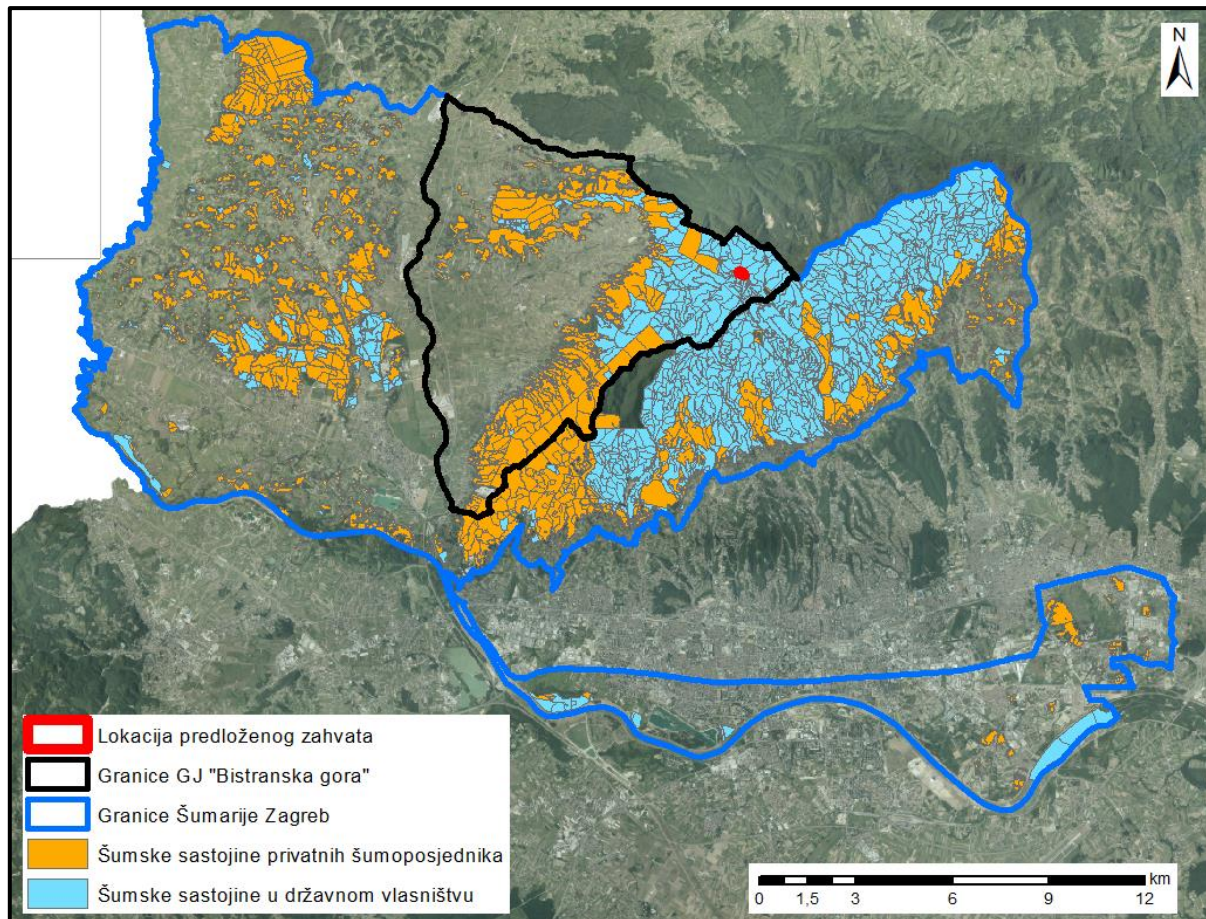 N
Lokacija predloženog zahvata
Granice GJ "Bistranska gora"
Granice Šumarije Zagreb
Šumske sastojine privatnih šumoposjednika
Šumske sastojine u državnom vlasništvu
km
0 1,5 3 6 9 12